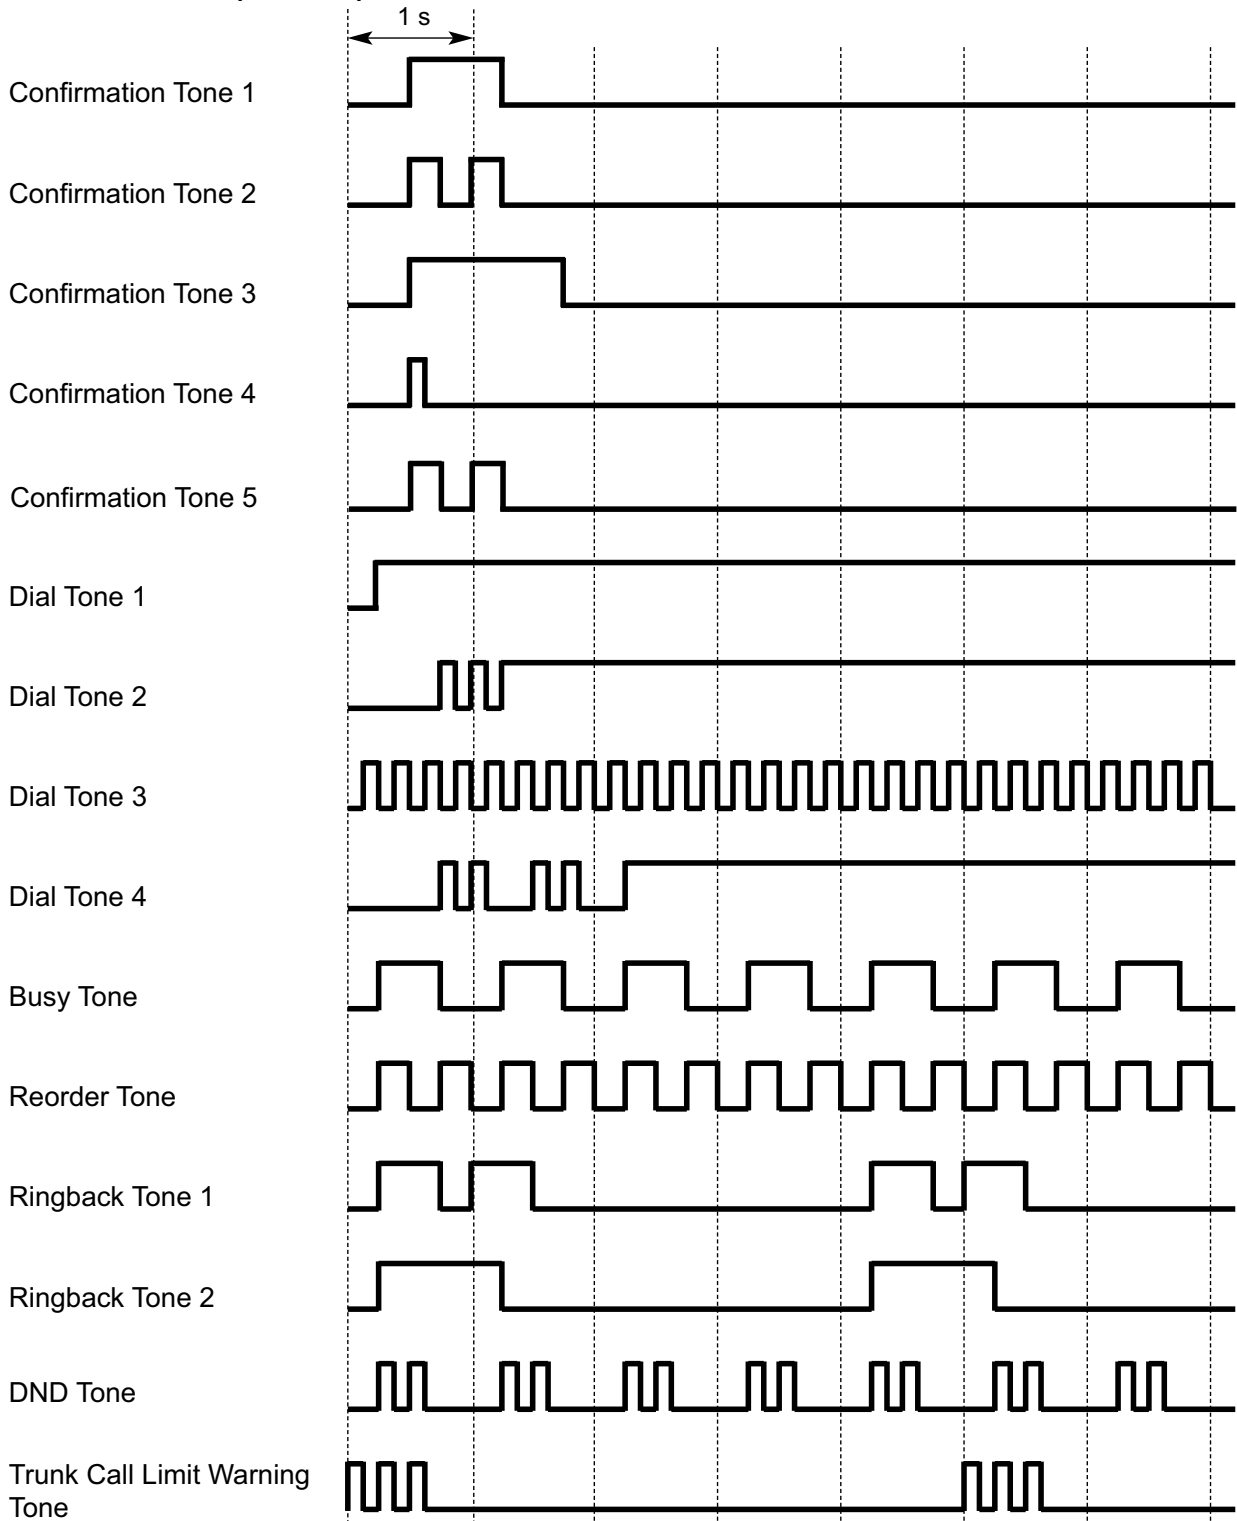 1 s
Confirmation Tone 1
Confirmation Tone 2
Confirmation Tone 3
Confirmation Tone 4
Confirmation Tone 5
Dial Tone 1
Dial Tone 2
Dial Tone 3
Dial Tone 4
Busy Tone
Reorder Tone
Ringback Tone 1
Ringback Tone 2
DND Tone
Trunk Call Limit Warning
Tone